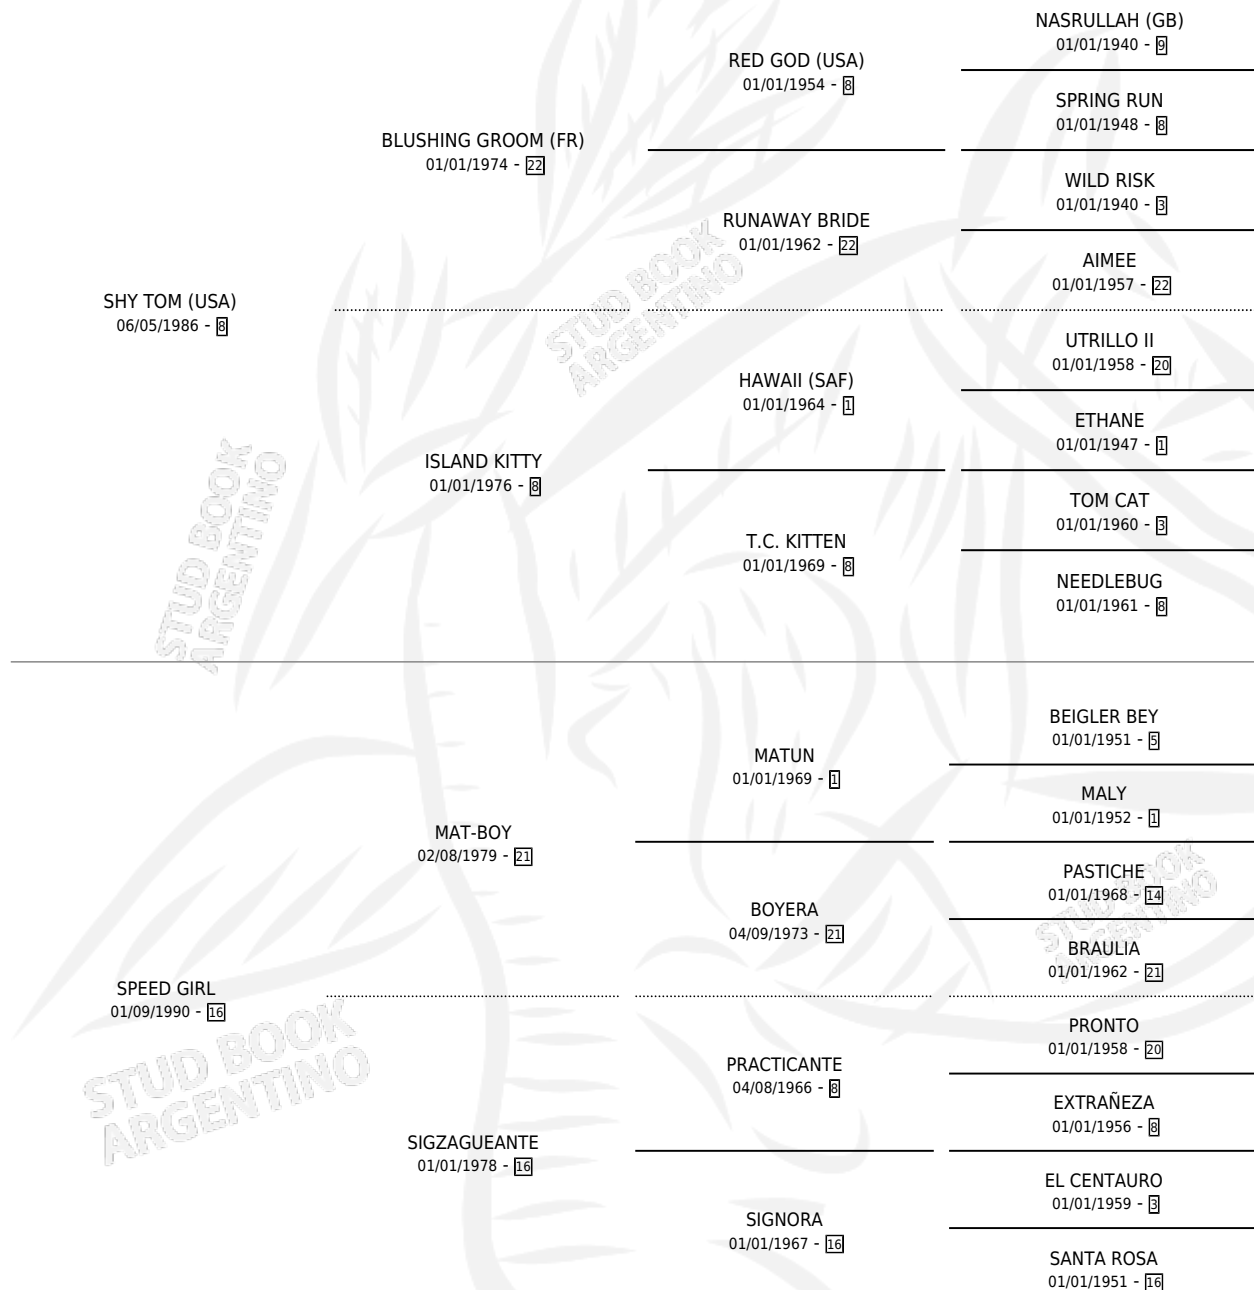 NASRULLAH (GB)
01/01/1940 - 9
RED GOD (USA)
01/01/1954 - 8
SPRING RUN
01/01/1948 - 8
BLUSHING GROOM (FR)
01/01/1974 - 22
WILD RISK
01/01/1940 - 3
RUNAWAY BRIDE
01/01/1962 - 22
AIMEE
01/01/1957 - 22
SHY TOM (USA)
06/05/1986 - 8
UTRILLO II
01/01/1958 - 20
HAWAII (SAF)
01/01/1964 - 1
ETHANE
01/01/1947 - 1
ISLAND KITTY
01/01/1976 - 8
TOM CAT
01/01/1960 - 3
T.C. KITTEN
01/01/1969 - 8
NEEDLEBUG
01/01/1961 - 8
BEIGLER BEY
01/01/1951 - 5
MATUN
01/01/1969 - 1
MALY
01/01/1952 - 1
MAT-BOY
02/08/1979 - 21
PASTICHE
01/01/1968 - 14
BOYERA
04/09/1973 - 21
BRAULIA
01/01/1962 - 21
SPEED GIRL
01/09/1990 - 16
PRONTO
01/01/1958 - 20
PRACTICANTE
04/08/1966 - 8
EXTRAÑEZA
01/01/1956 - 8
SIGZAGUEANTE
01/01/1978 - 16
EL CENTAURO
01/01/1959 - 3
SIGNORA
01/01/1967 - 16
SANTA ROSA
01/01/1951 - 16
STUD BOOK
ARGENTINO
STUD BOOK
ARGENTINO
STUD BOOK
ARGENTINO
STUD BOOK
ARGENTINO